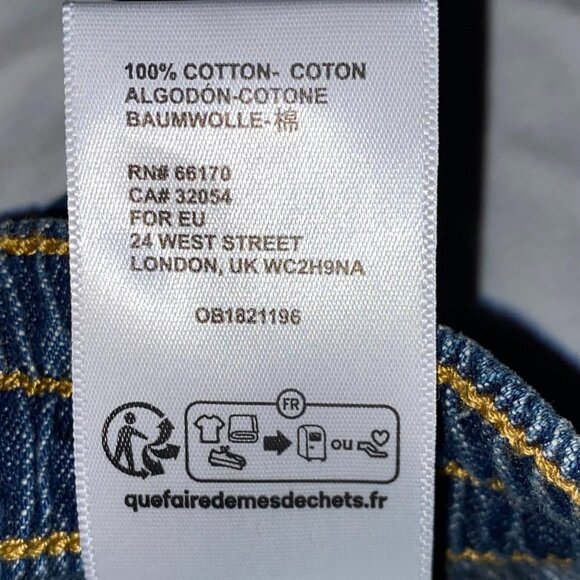 100% COTTON- COTON
ALGODÓN-COTONE
BAUMWOLLE-棉
RN# 66170
CA# 32054
FOR EU
24 WEST STREET
LONDON, UK WC2H9NA
OB1821196
FR
ou
quefairedemesdechets.fr